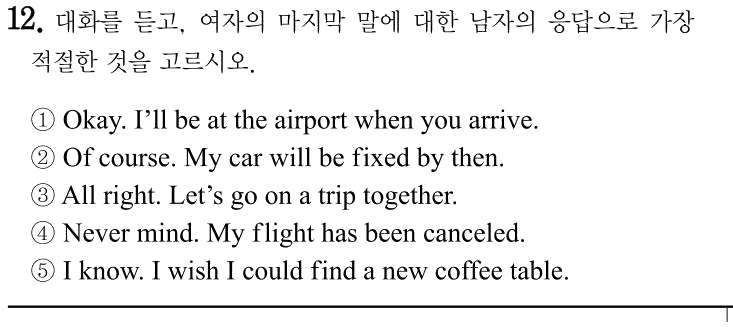 12. 대화를 듣고, 여자의 마지막 말에 대한 남자의 응답으로 가장
적절한 것을 고르시오.
① Okay. I’ll be at the airport when you arrive.
② Of course. My car will be fixed by then.
③ All right. Let’s go on a trip together.
④ Never mind. My flight has been canceled.
⑤ I know. I wish I could find a new coffee table.